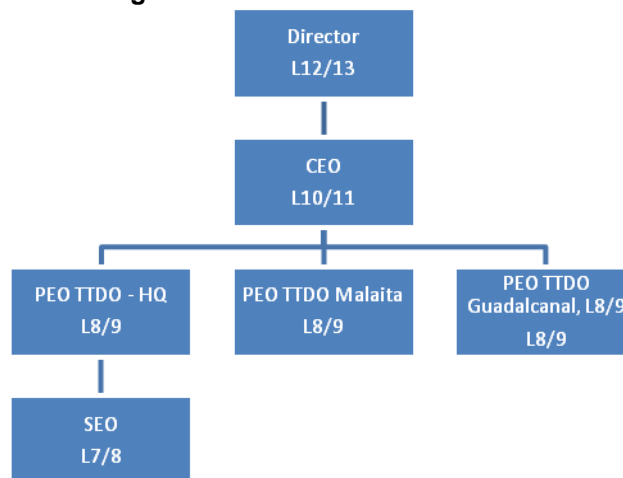 Director
L12/13
CEO
L10/11
PEO TTDO - HQ
L8/9
PEO TTDO Malaita
L8/9
PEO TTDO
Guadalcanal, L8/9
L8/9
SEO
L7/8